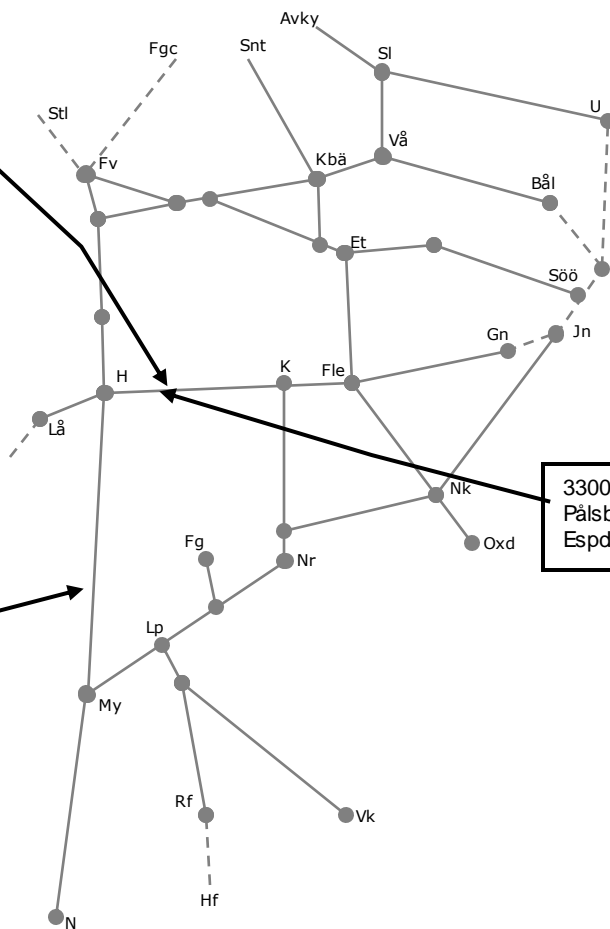 Avky
Fgc
Snt
Sl
U
Stl
Vå
Fv
Kbä
Bål
Et
Söö
Jn
Gn
H
K
Fle
Lå
Nk
3300
Pålsb
Espd
Fg
Oxd
Nr
Lp
My
Rf
Vk
Hf
N